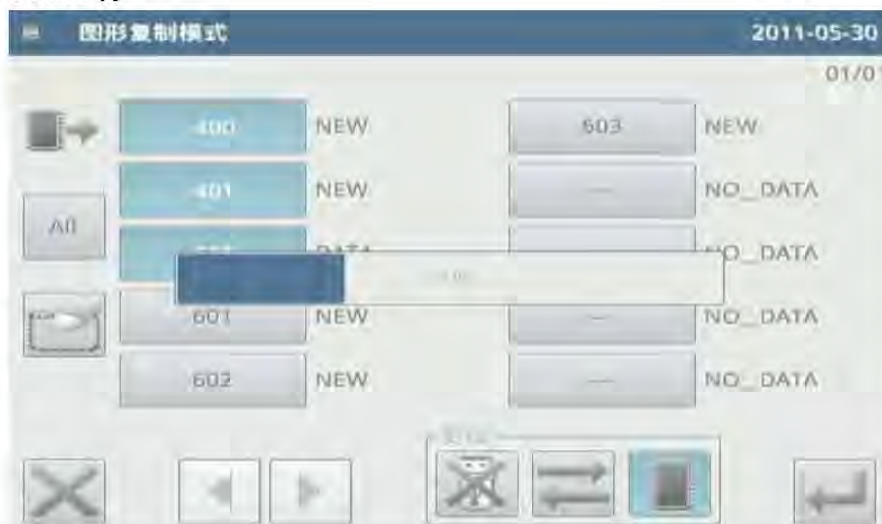 图形复制模式 2011-05-30
01/01
400 NEW 603 NEW
401 NEW --- NO_DATA
All
DATA --- NO_DATA
601 NEW --- NO_DATA
602 NEW --- NO_DATA